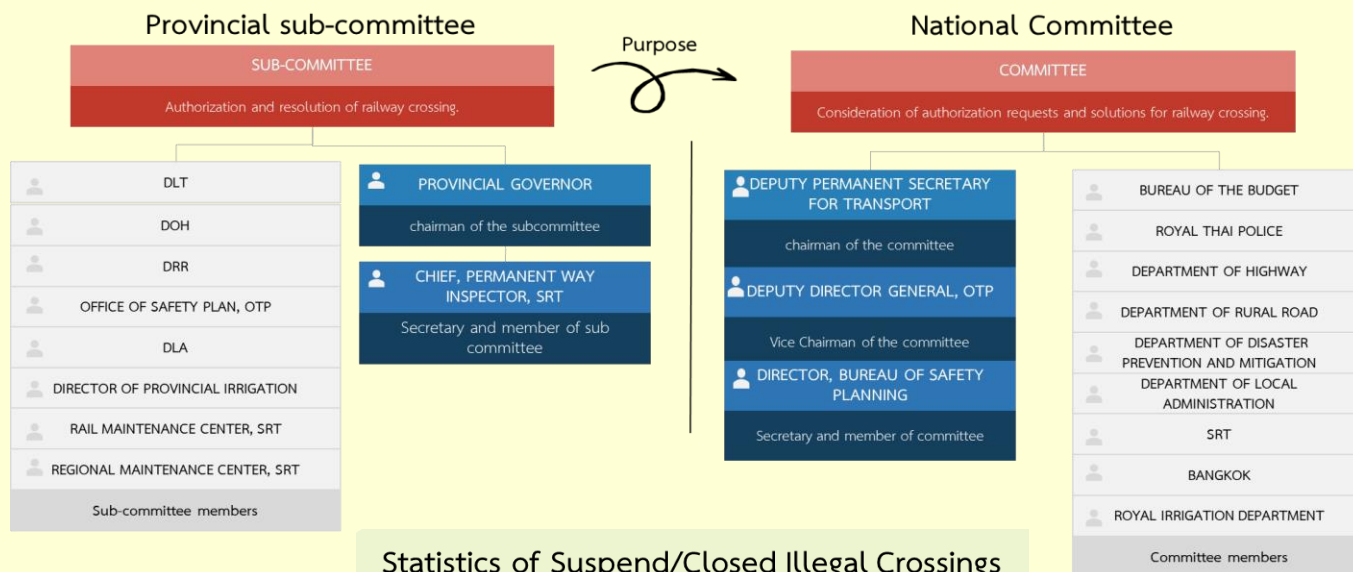 Provincial sub-committee
SUB-COMMITTEE
Authorization and resolution of railway crossing.
DLT
DOH
DRR
OFFICE OF SAFETY PLAN, OTP
DLA
DIRECTOR OF PROVINCIAL IRRIGATION
RAIL MAINTENANCE CENTER, SRT
REGIONAL MAINTENANCE CENTER, SRT
Sub-committee members
PROVINCIAL GOVERNOR
chairman of the subcommittee
CHIEF, PERMANENT WAY
INSPECTOR, SRT
Secretary and member of sub
committee
Purpose
National Committee
COMMITTEE
Consideration of authorization requests and solutions for railway crossing.
DEPUTY PERMANENT SECRETARY
FOR TRANSPORT
chairman of the committee
DEPUTY DIRECTOR GENERAL, OTP
Vice Chairman of the committee
DIRECTOR, BUREAU OF SAFETY
PLANNING
Secretary and member of committee
BUREAU OF THE BUDGET
ROYAL THAI POLICE
DEPARTMENT OF HIGHWAY
DEPARTMENT OF RURAL ROAD
DEPARTMENT OF DISASTER
PREVENTION AND MITIGATION
DEPARTMENT OF LOCAL
ADMINISTRATION
SRT
BANGKOK
ROYAL IRRIGATION DEPARTMENT
Committee members
Statistics of Suspend/Closed Illegal Crossings